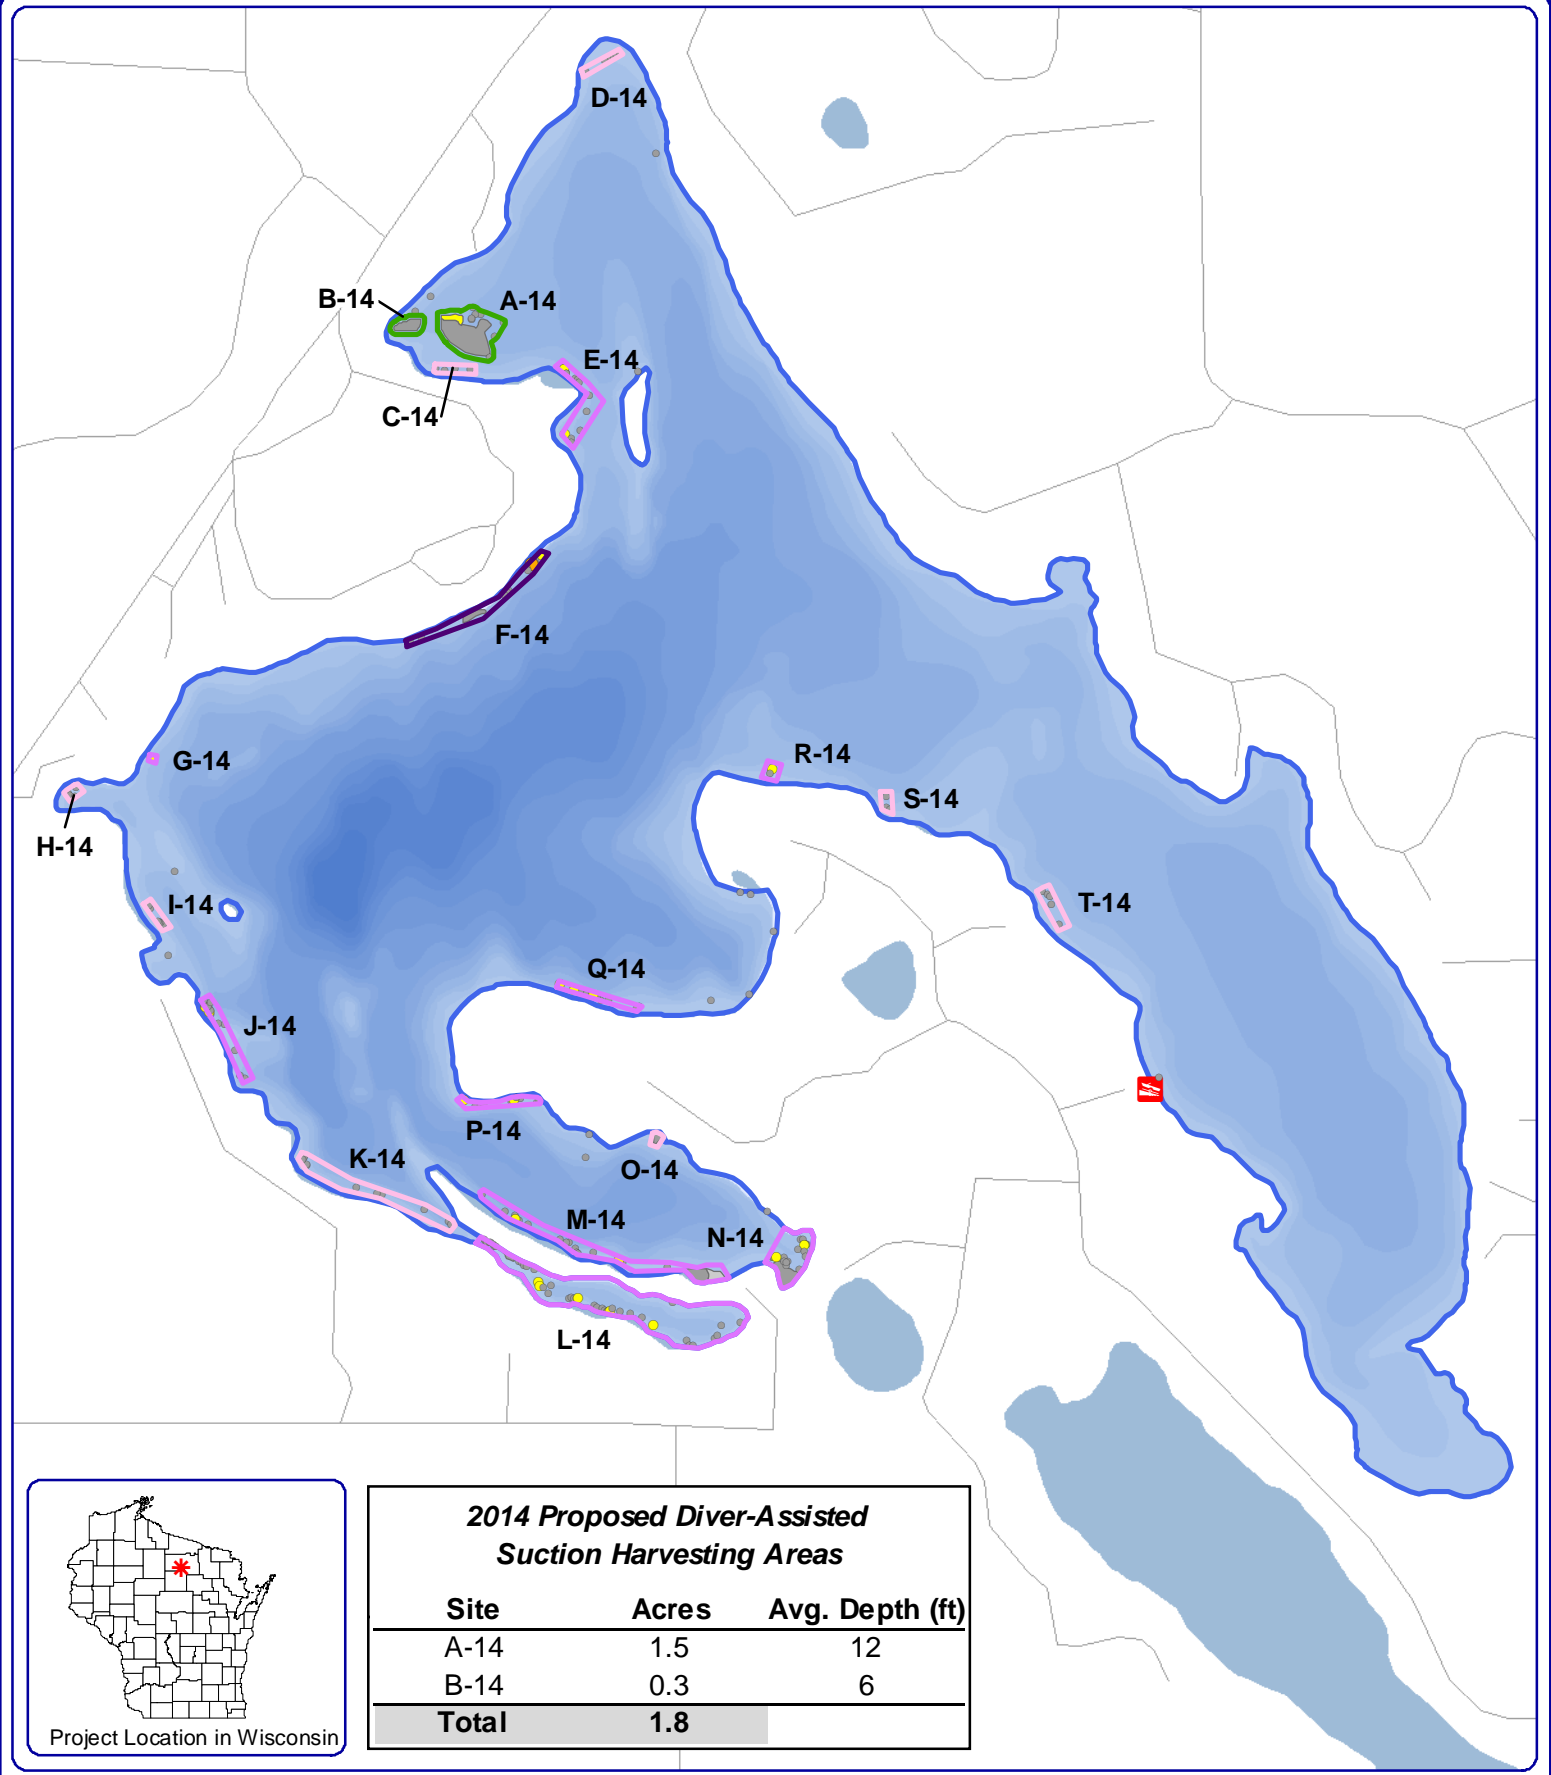 D-14
B-14
A-14
E-14
C-14
F-14
R-14
G-14
S-14
H-14
I-14
T-14
Q-14
J-14
P-14
K-14
O-14
M-14
N-14
L-14
2014 Proposed Diver-Assisted
Suction Harvesting Areas
Site Acres Avg. Depth (ft)
A-14 1.5 12
B-14 0.3 6
Total 1.8
Project Location in Wisconsin